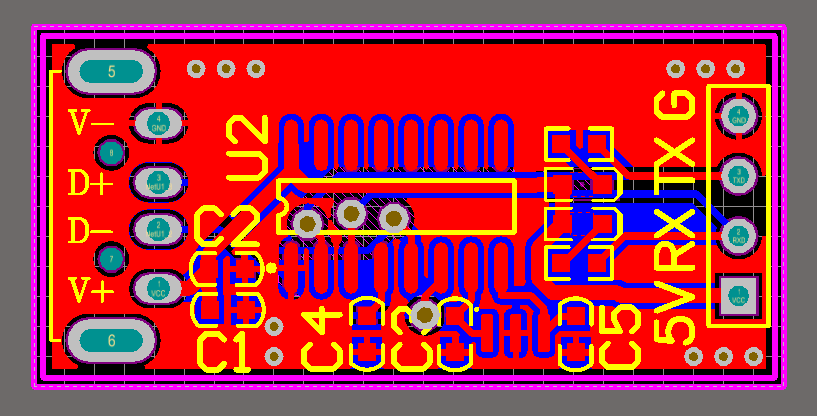 5
V-
4
GND
8
D+
3
NetU1
D-
2
NetU1
7
V+
1
VCC
6
U2
C2
C1
C4
C3
C5
G
TX
RX
5V
4
GND
3
TXD
2
RXD
1
VCC